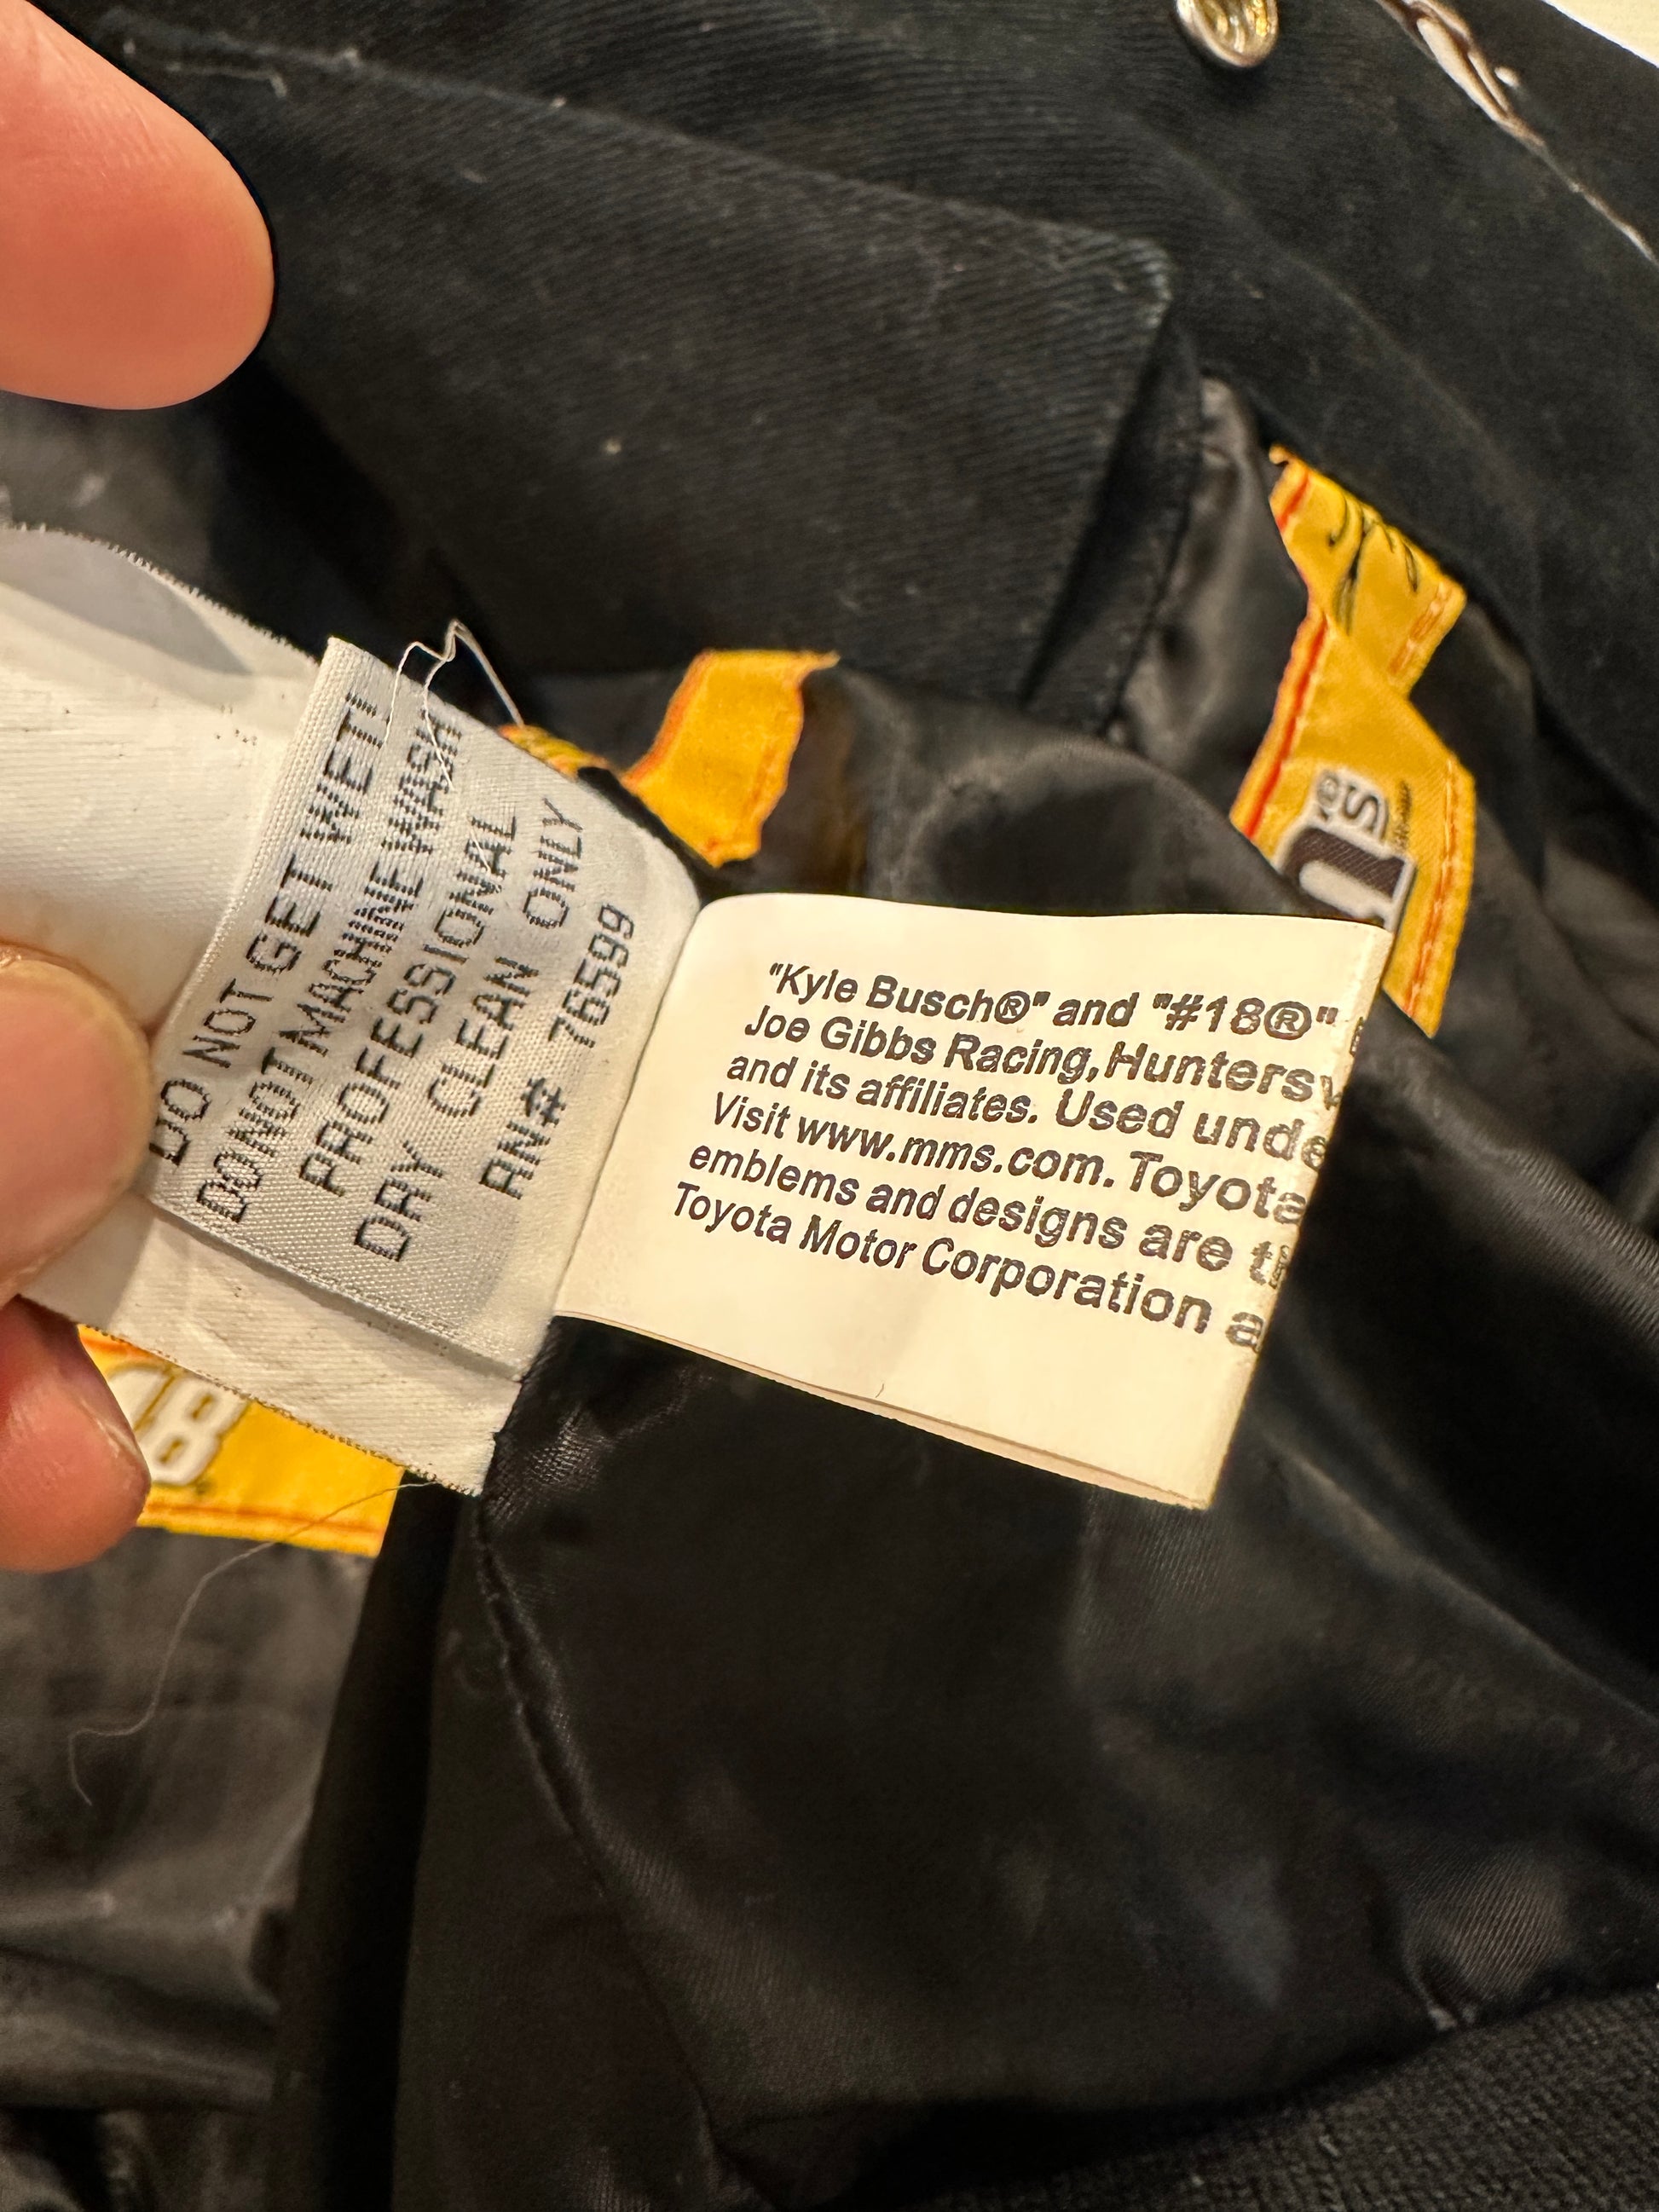 DO NOT GET WET!
DO NOT MACHINE WASH
PROFESSIONAL
DRY CLEAN ONLY
RN# 76599
"Kyle Busch®" and "#18®"
Joe Gibbs Racing, Huntersv
and its affiliates. Used unde
Visit www.mms.com. Toyota
emblems and designs are t
Toyota Motor Corporation a
18